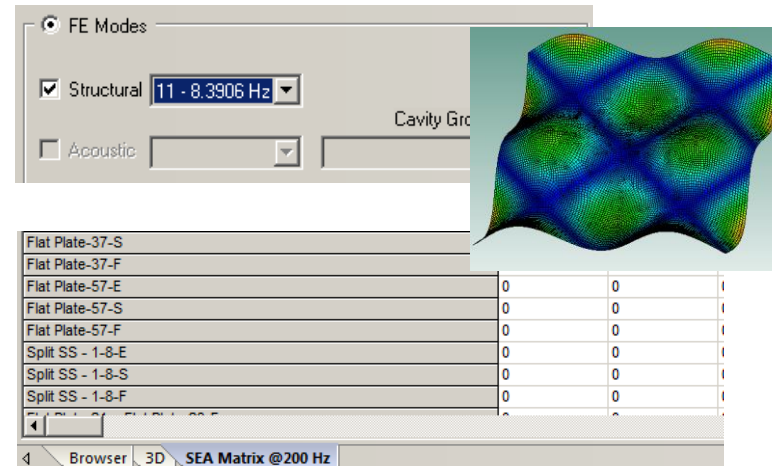 FE Modes
Structural 11 - 8.3906 Hz
Cavity Gro
Acoustic
Flat Plate-37-S
Flat Plate-37-F
Flat Plate-57-E 0 0
Flat Plate-57-S 0 0
Flat Plate-57-F 0 0
Split SS - 1-8-E 0 0
Split SS - 1-8-S 0 0
Split SS - 1-8-F 0 0
Browser 3D SEA Matrix @200 Hz